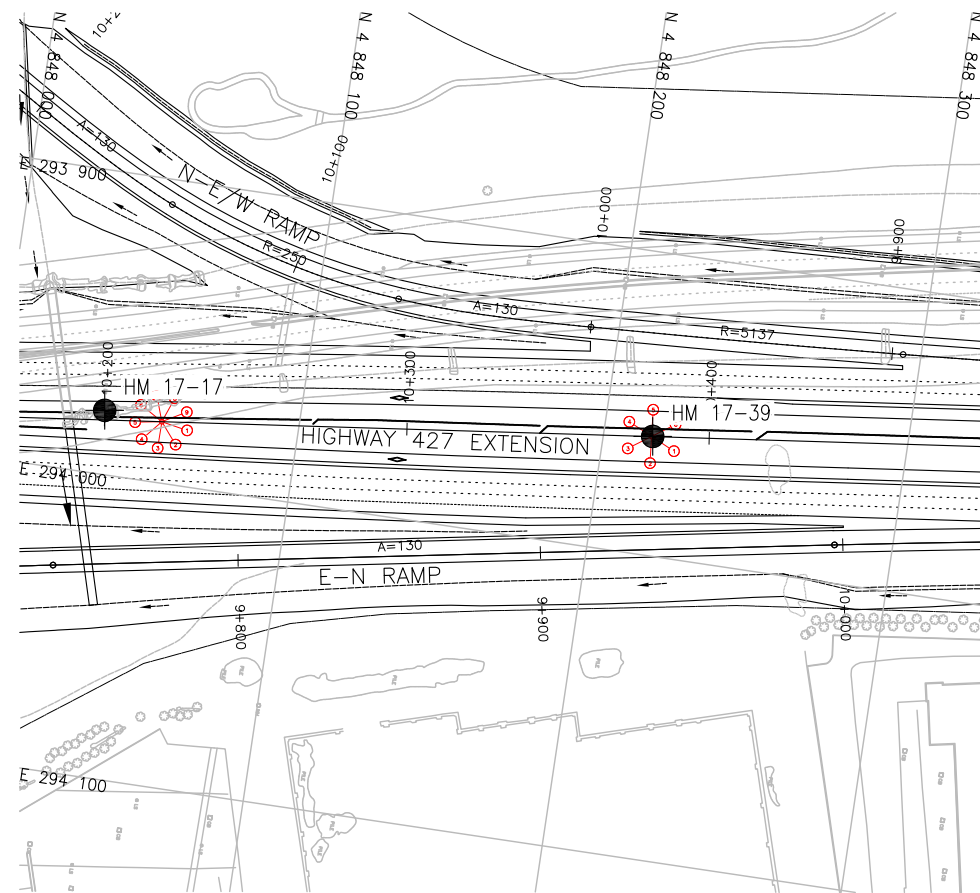 N 4 848 000
10+2
N 4 848 100
N 4 848 200
N 4 848 300
A=130
10+100
E 293 900
N-E/W RAMP
10+000
9+900
R=250
A=130
R=5137
10+200
10+300
10+400
HM 17-17
HM 17-39
HIGHWAY 427 EXTENSION
E 294 000
A=130
E-N RAMP
9+800
9+900
10+000
E 294 100